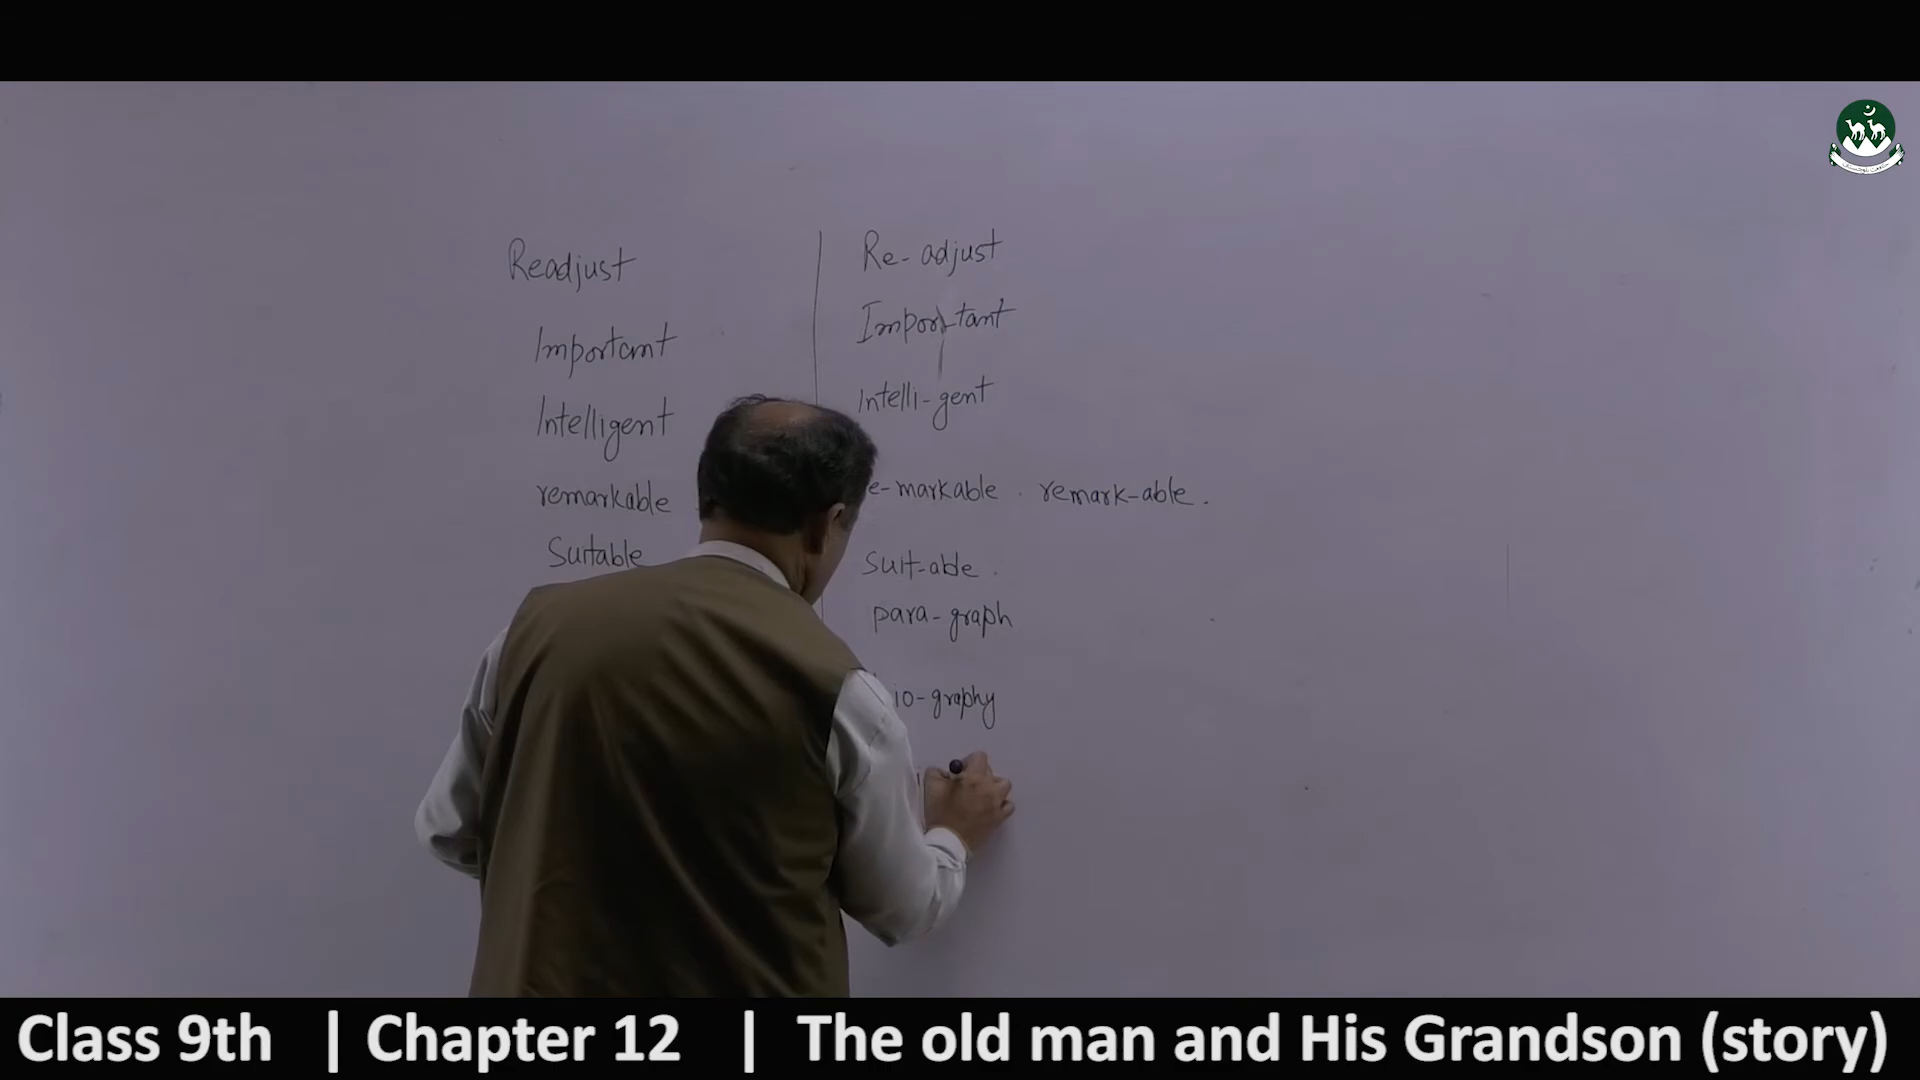 Readjust
Important
Intelligent
remarkable
Suitable
Re-adjust
Impor-tant
Intelli-gent
e-markable . remark-able .
Suit-able .
para-graph
io-graphy
Class 9th | Chapter 12 | The old man and His Grandson (story)